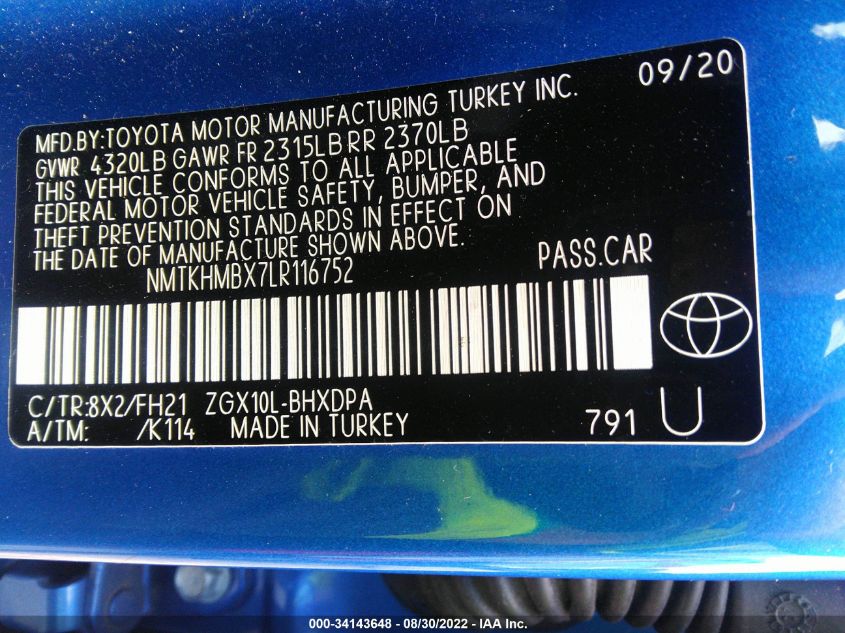 09/20
MFD.BY:TOYOTA MOTOR MANUFACTURING TURKEY INC.
GVWR 4320LB GAWR FR 2315LB RR 2370LB
THIS VEHICLE CONFORMS TO ALL APPLICABLE
FEDERAL MOTOR VEHICLE SAFETY, BUMPER, AND
THEFT PREVENTION STANDARDS IN EFFECT ON
THE DATE OF MANUFACTURE SHOWN ABOVE.
NMTKHMBX7LR116752 PASS.CAR
C/TR:8X2/FH21 ZGX10L-BHXDPA
A/TM: /K114 MADE IN TURKEY 791 U
000-34143648 - 08/30/2022 - IAA Inc.